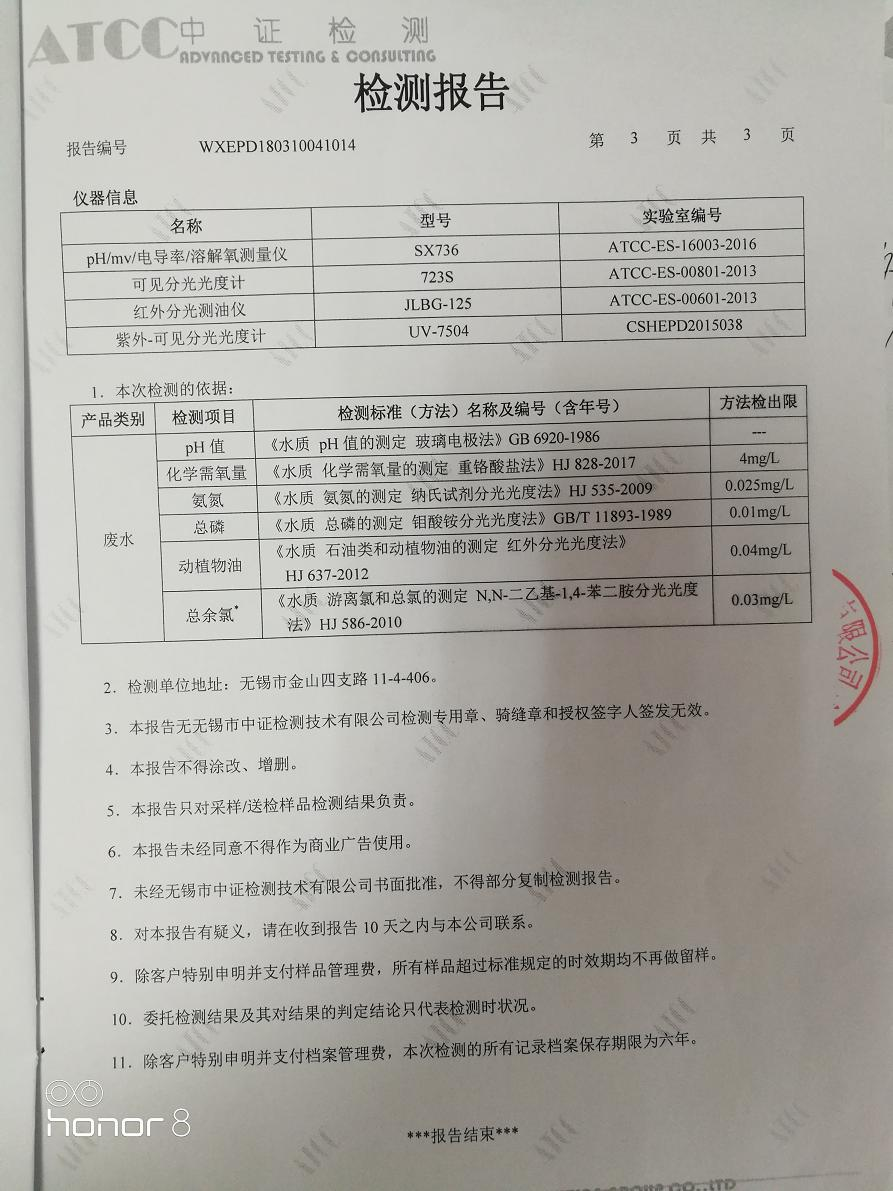 ATCC中证检测
ADVANCED TESTING & CONSULTING
检测报告
报告编号 WXEPD180310041014 第 3 页 共 3 页
仪器信息
名称 型号 实验室编号
pH/mv/电导率/溶解氧测量仪 SX736 ATCC-ES-16003-2016
可见分光光度计 723S ATCC-ES-00801-2013
红外分光测油仪 JLBG-125 ATCC-ES-00601-2013
紫外-可见分光光度计 UV-7504 CSHEPD2015038
1. 本次检测的依据:
产品类别 检测项目 检测标准（方法）名称及编号（含年号） 方法检出限
废水
pH 值 《水质 pH 值的测定 玻璃电极法》GB 6920-1986 ---
化学需氧量 《水质 化学需氧量的测定 重铬酸盐法》HJ 828-2017 4mg/L
氨氮 《水质 氨氮的测定 纳氏试剂分光光度法》HJ 535-2009 0.025mg/L
总磷 《水质 总磷的测定 钼酸铵分光光度法》GB/T 11893-1989 0.01mg/L
动植物油 《水质 石油类和动植物油的测定 红外分光光度法》 0.04mg/L
HJ 637-2012
总余氯* 《水质 游离氯和总氯的测定 N,N-二乙基-1,4-苯二胺分光光度 0.03mg/L
法》HJ 586-2010
2. 检测单位地址：无锡市金山四支路 11-4-406。
3. 本报告无无锡市中证检测技术有限公司检测专用章、骑缝章和授权签字人签发无效。
4. 本报告不得涂改、增删。
5. 本报告只对采样/送检样品检测结果负责。
6. 本报告未经同意不得作为商业广告使用。
7. 未经无锡市中证检测技术有限公司书面批准，不得部分复制检测报告。
8. 对本报告有疑义，请在收到报告 10 天之内与本公司联系。
9. 除客户特别申明并支付样品管理费，所有样品超过标准规定的时效期均不再做留样。
10. 委托检测结果及其对结果的判定结论只代表检测时状况。
11. 除客户特别申明并支付档案管理费，本次检测的所有记录档案保存期限为六年。
***报告结束***
有限公司
honor 8